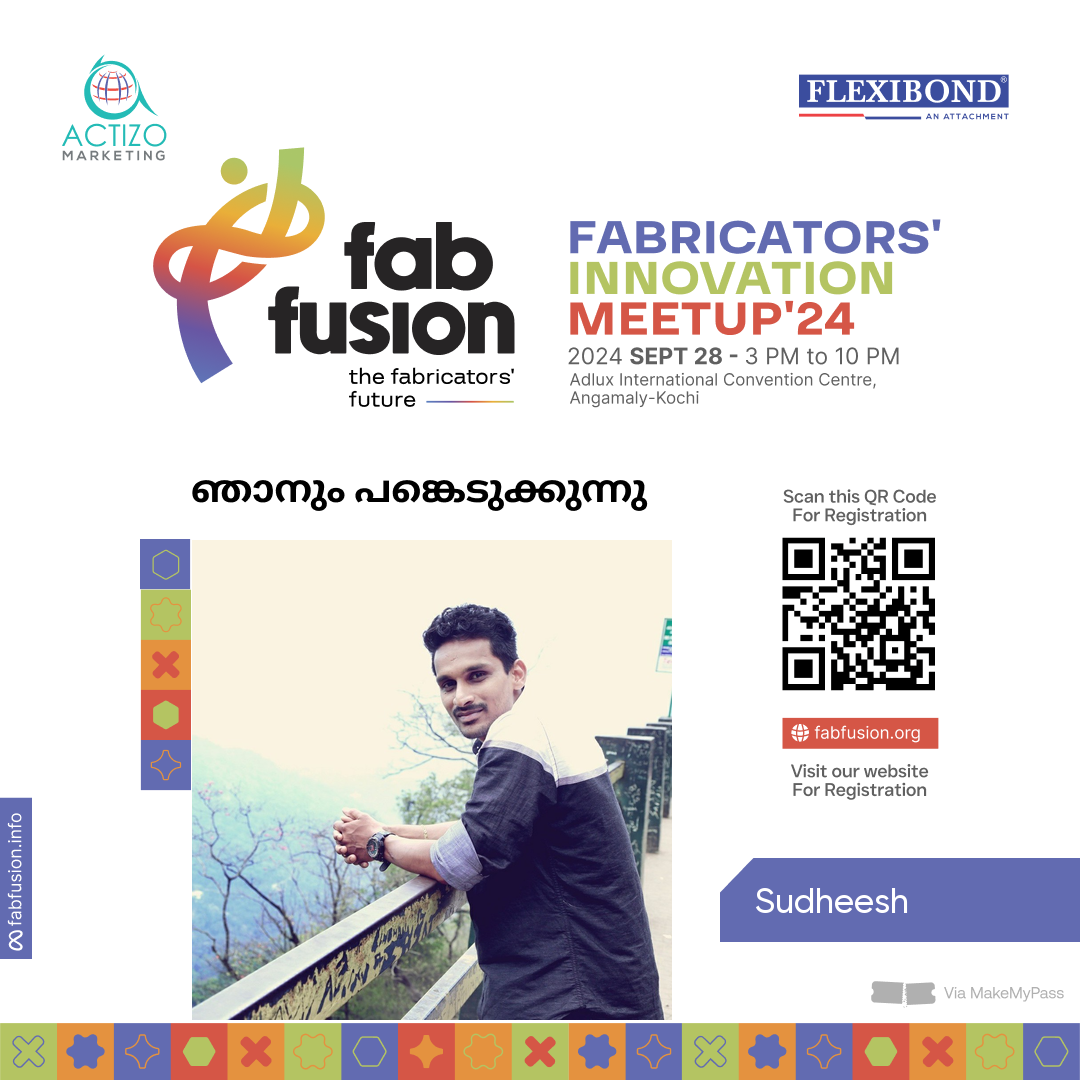 ACTIZO
MARKETING
FLEXIBOND®
AN ATTACHMENT
fab
fusion
the fabricators'
future
FABRICATORS'
INNOVATION
MEETUP'24
2024 SEPT 28 - 3 PM to 10 PM
Adlux International Convention Centre,
Angamaly-Kochi
ഞാനും പങ്കെടുക്കുന്നു
Scan this QR Code
For Registration
fabfusion.org
Visit our website
For Registration
fabfusion.info
Sudheesh
Via MakeMyPass